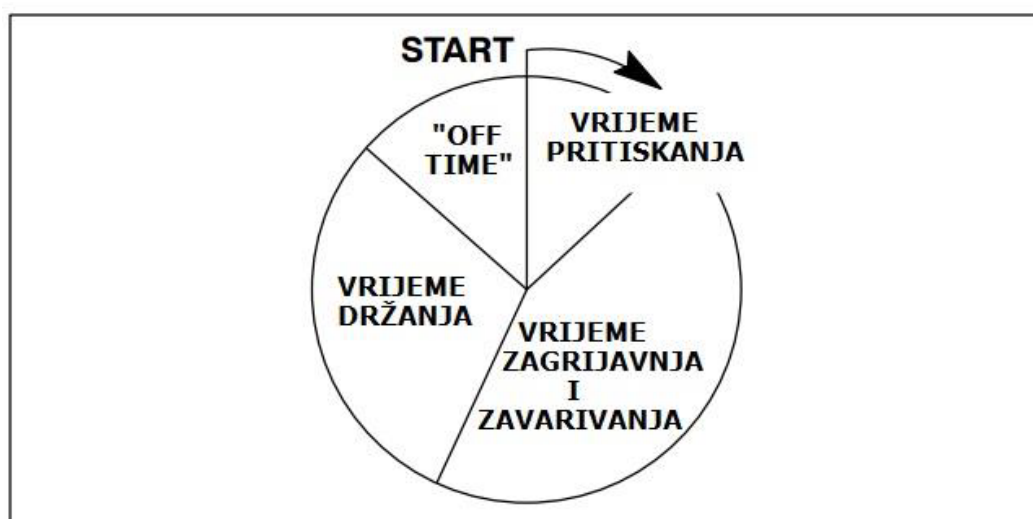 START
VRIJEME
PRITISKANJA
VRIJEME
ZAGRIJAVNJA
I
ZAVARIVANJA
VRIJEME
DRŽANJA
"OFF
TIME"